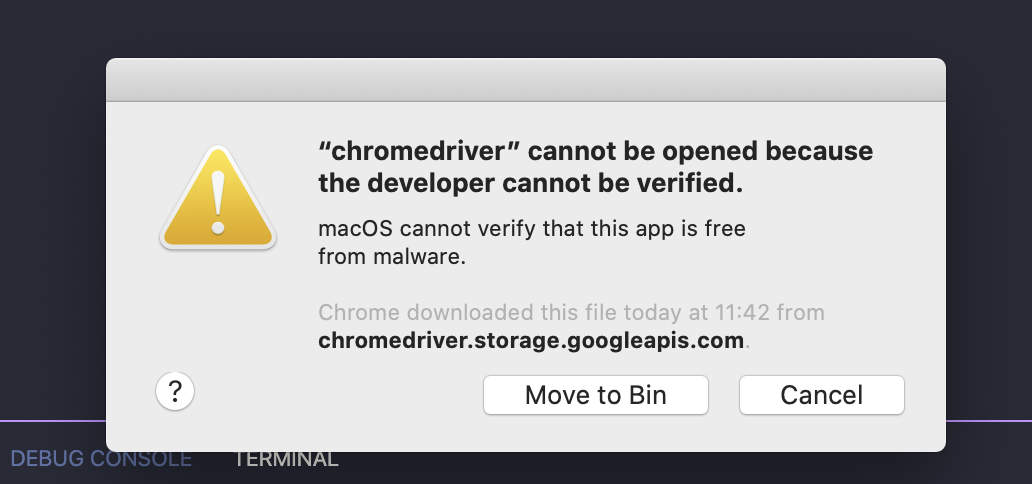 “chromedriver” cannot be opened because
the developer cannot be verified.
macOS cannot verify that this app is free
from malware.
Chrome downloaded this file today at 11:42 from
chromedriver.storage.googleapis.com.
?
Move to Bin
Cancel
DEBUG CONSOLE
TERMINAL